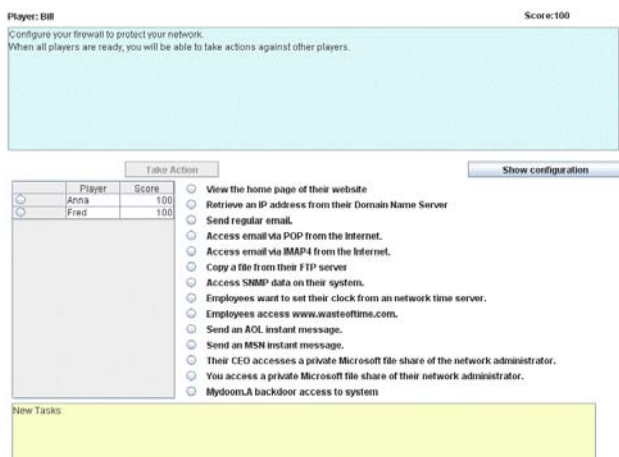 Player: Bill
Score:100
Configure your firewall to protect your network.
When all players are ready, you will be able to take actions against other players.
Take Action
Show configuration
Player Score
Anna 100
Fred 100
View the home page of their website
Retrieve an IP address from their Domain Name Server
Send regular email.
Access email via POP from the Internet.
Access email via IMAP4 from the Internet.
Copy a file from their FTP server
Access SNMP data on their system.
Employees want to set their clock from an network time server.
Employees access www.wasteoftime.com.
Send an AOL instant message.
Send an MSN instant message.
Their CEO accesses a private Microsoft file share of the network administrator.
You access a private Microsoft file share of their network administrator.
Mydoom.A backdoor access to system
New Tasks